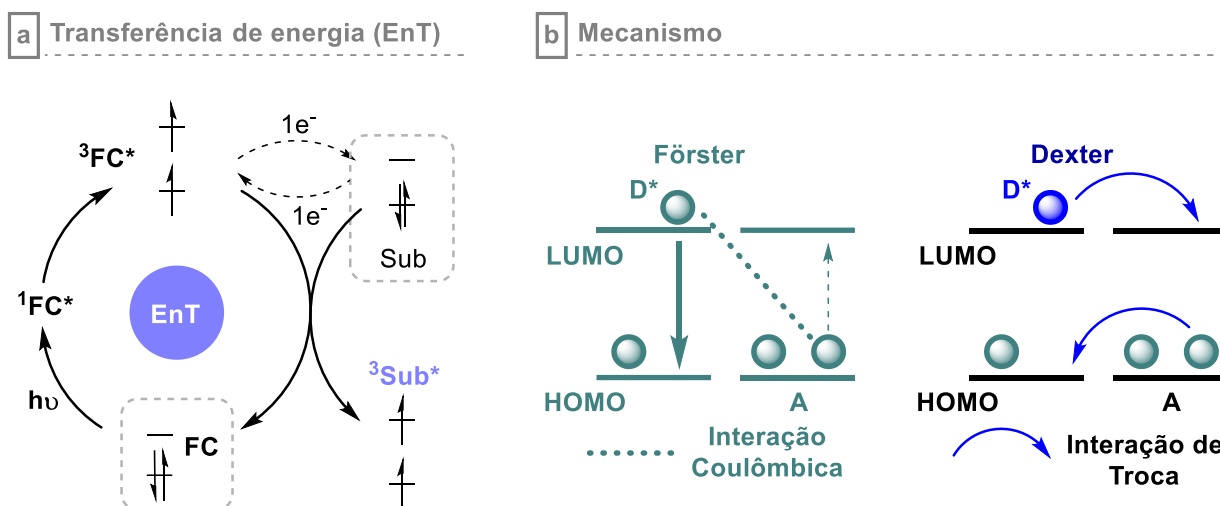 a Transferência de energia (EnT)
³FC*
1e⁻
1e⁻
Sub
¹FC*
EnT
hυ
³Sub*
FC
b Mecanismo
Förster
D*
LUMO
HOMO
A
Interação
Coulômbica
Dexter
D*
LUMO
HOMO
A
Interação de
Troca